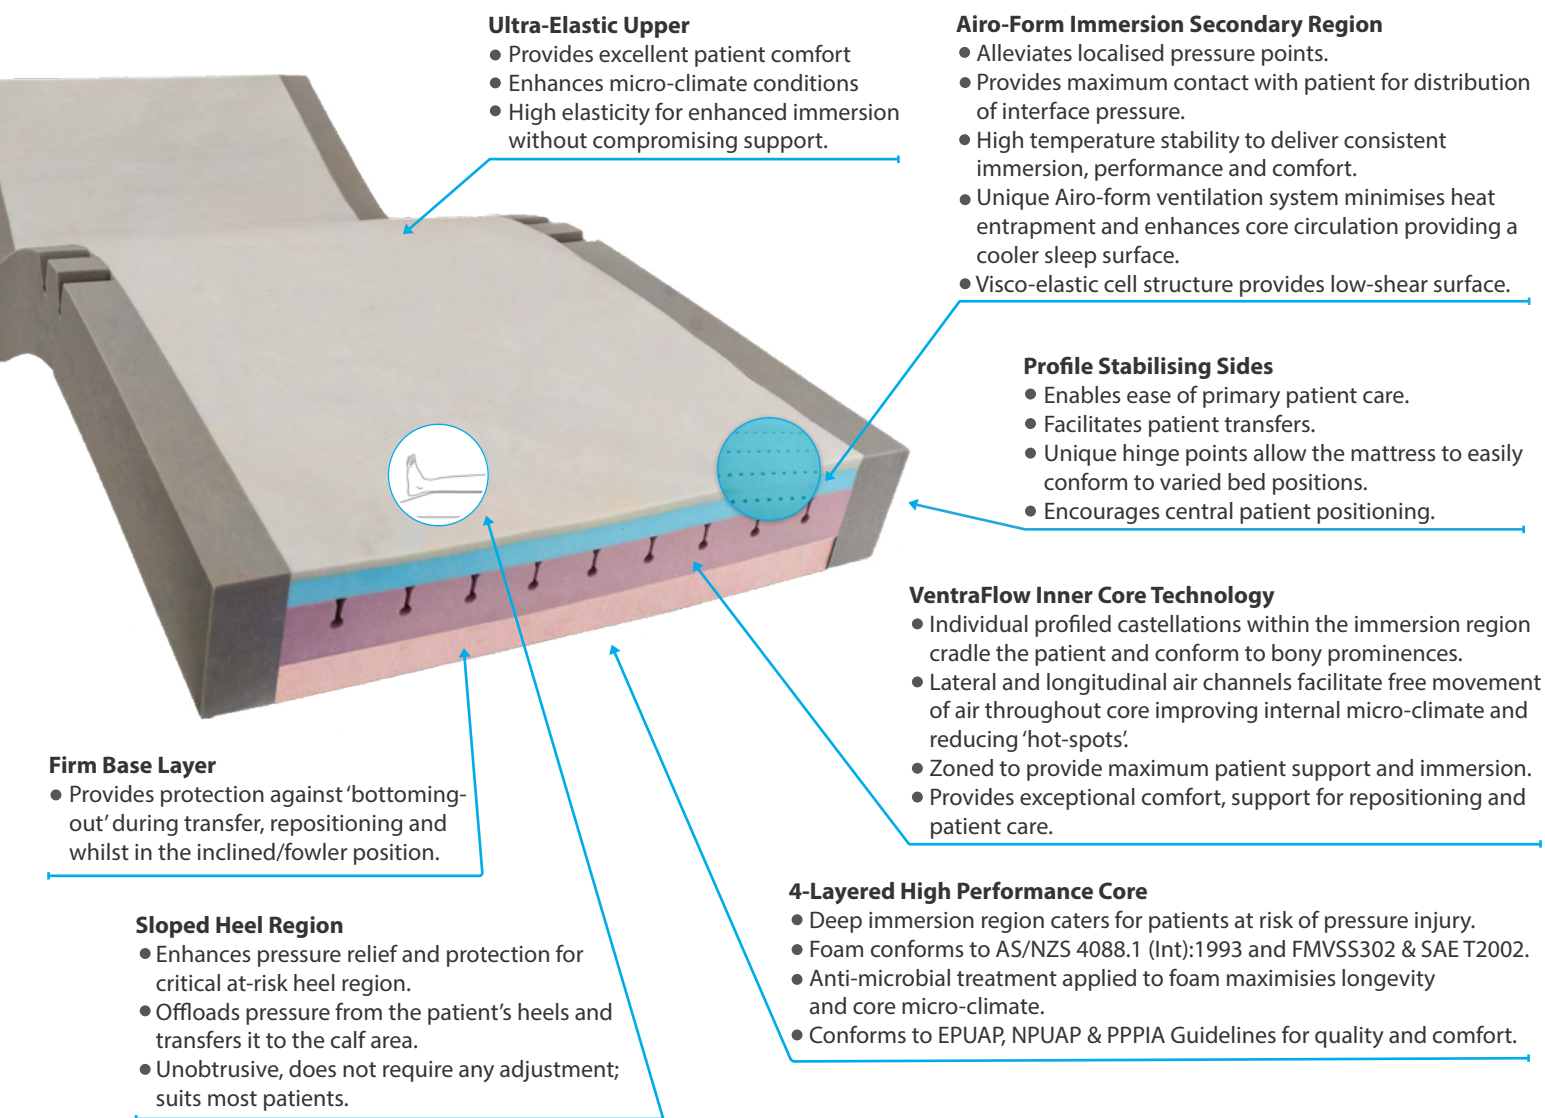 Ultra-Elastic Upper
● Provides excellent patient comfort
● Enhances micro-climate conditions
● High elasticity for enhanced immersion
without compromising support.
Airo-Form Immersion Secondary Region
● Alleviates localised pressure points.
● Provides maximum contact with patient for distribution
of interface pressure.
● High temperature stability to deliver consistent
immersion, performance and comfort.
● Unique Airo-form ventilation system minimises heat
entrapment and enhances core circulation providing a
cooler sleep surface.
● Visco-elastic cell structure provides low-shear surface.
Profile Stabilising Sides
● Enables ease of primary patient care.
● Facilitates patient transfers.
● Unique hinge points allow the mattress to easily
conform to varied bed positions.
● Encourages central patient positioning.
VentraFlow Inner Core Technology
● Individual profiled castellations within the immersion region
cradle the patient and conform to bony prominences.
● Lateral and longitudinal air channels facilitate free movement
of air throughout core improving internal micro-climate and
reducing ‘hot-spots’.
● Zoned to provide maximum patient support and immersion.
● Provides exceptional comfort, support for repositioning and
patient care.
Firm Base Layer
● Provides protection against ‘bottoming-
out’ during transfer, repositioning and
whilst in the inclined/fowler position.
4-Layered High Performance Core
● Deep immersion region caters for patients at risk of pressure injury.
● Foam conforms to AS/NZS 4088.1 (Int):1993 and FMVSS302 & SAE T2002.
● Anti-microbial treatment applied to foam maximisies longevity
and core micro-climate.
● Conforms to EPUAP, NPUAP & PPPIA Guidelines for quality and comfort.
Sloped Heel Region
● Enhances pressure relief and protection for
critical at-risk heel region.
● Offloads pressure from the patient’s heels and
transfers it to the calf area.
● Unobtrusive, does not require any adjustment;
suits most patients.